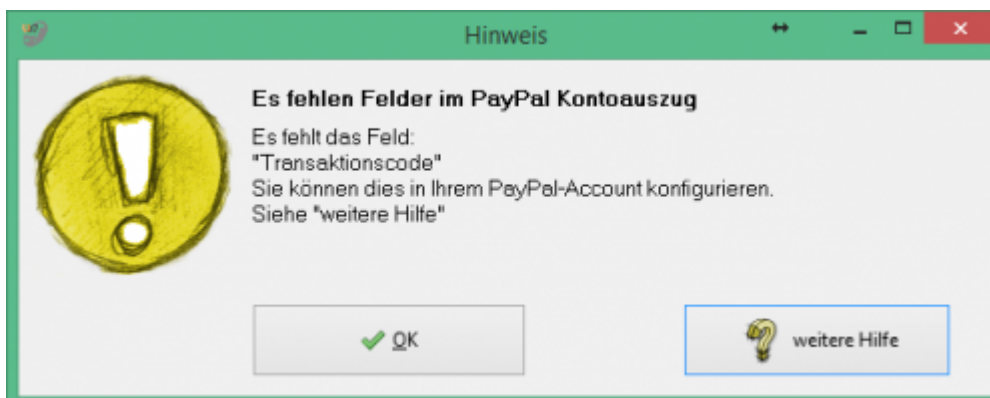 Hinweis
Es fehlen Felder im PayPal Kontoauszug
Es fehlt das Feld:
"Transaktionscode"
Sie können dies in Ihrem PayPal-Account konfigurieren.
Siehe "weitere Hilfe"
OK
weitere Hilfe